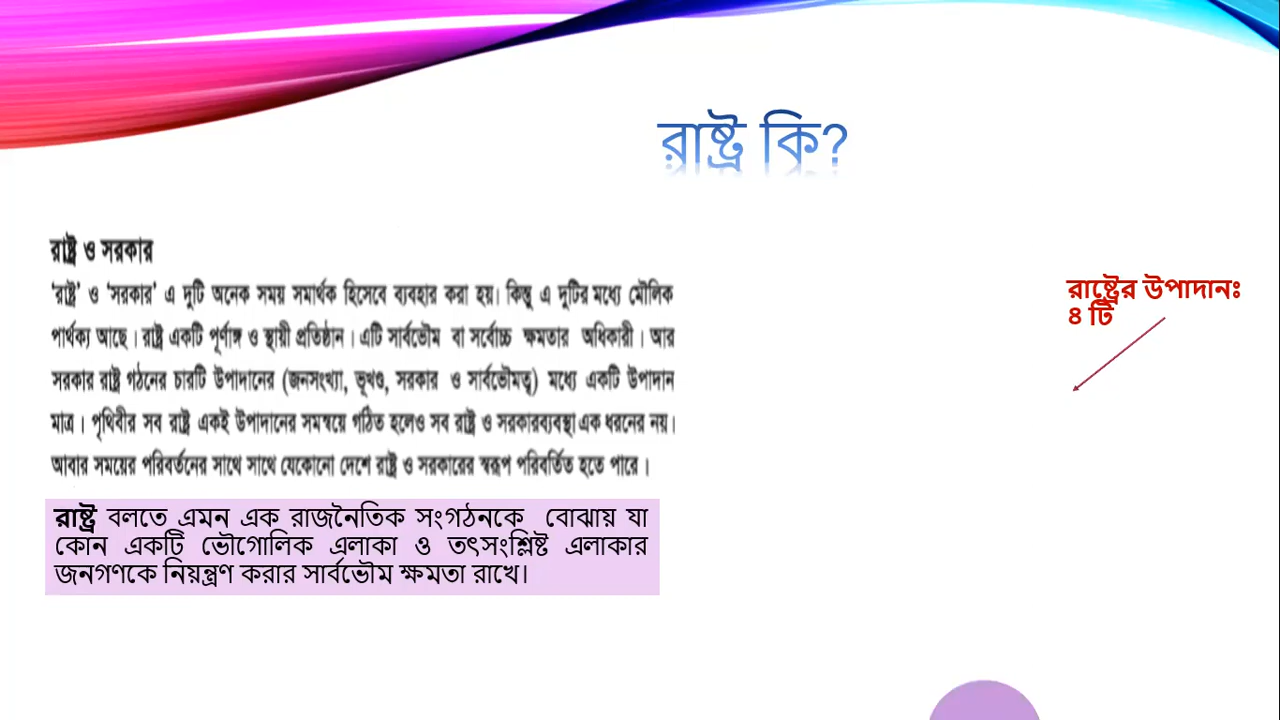 রাষ্ট্র কি?
রাষ্ট্র ও সরকার
‘রাষ্ট্র’ ও ‘সরকার’ এ দুটি অনেক সময় সমার্থক হিসেবে ব্যবহার করা হয়। কিন্তু এ দুটির মধ্যে মৌলিক
পার্থক্য আছে। রাষ্ট্র একটি পূর্ণাঙ্গ ও স্থায়ী প্রতিষ্ঠান। এটি সার্বভৌম বা সর্বোচ্চ ক্ষমতার অধিকারী। আর
সরকার রাষ্ট্র গঠনের চারটি উপাদানের (জনসংখ্যা, ভূখণ্ড, সরকার ও সার্বভৌমত্ব) মধ্যে একটি উপাদান
মাত্র। পৃথিবীর সব রাষ্ট্র একই উপাদানের সমন্বয়ে গঠিত হলেও সব রাষ্ট্র ও সরকারব্যবস্থা এক ধরনের নয়।
আবার সময়ের পরিবর্তনের সাথে সাথে যেকোনো দেশে রাষ্ট্র ও সরকারের স্বরূপ পরিবর্তিত হতে পারে।
রাষ্ট্র বলতে এমন এক রাজনৈতিক সংগঠনকে বোঝায় যা
কোন একটি ভৌগোলিক এলাকা ও তৎসংশ্লিষ্ট এলাকার
জনগণকে নিয়ন্ত্রণ করার সার্বভৌম ক্ষমতা রাখে।
রাষ্ট্রের উপাদানঃ
৪ টি